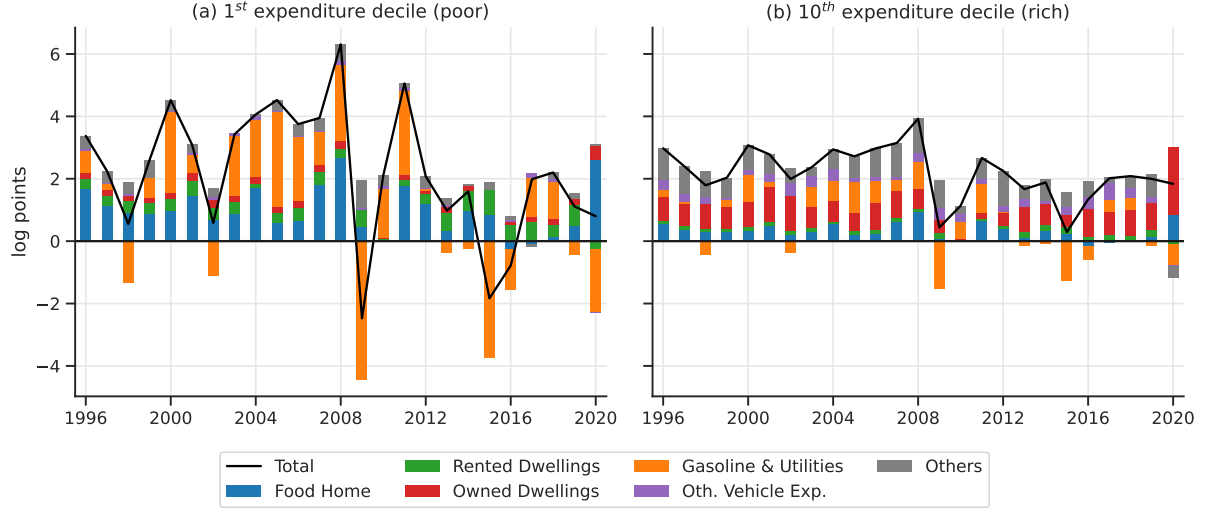 (a) 1st expenditure decile (poor)
(b) 10th expenditure decile (rich)
log points
6
4
2
0
−2
−4
1996 2000 2004 2008 2012 2016 2020
1996 2000 2004 2008 2012 2016 2020
Total Rented Dwellings Gasoline & Utilities Others
Food Home Owned Dwellings Oth. Vehicle Exp.